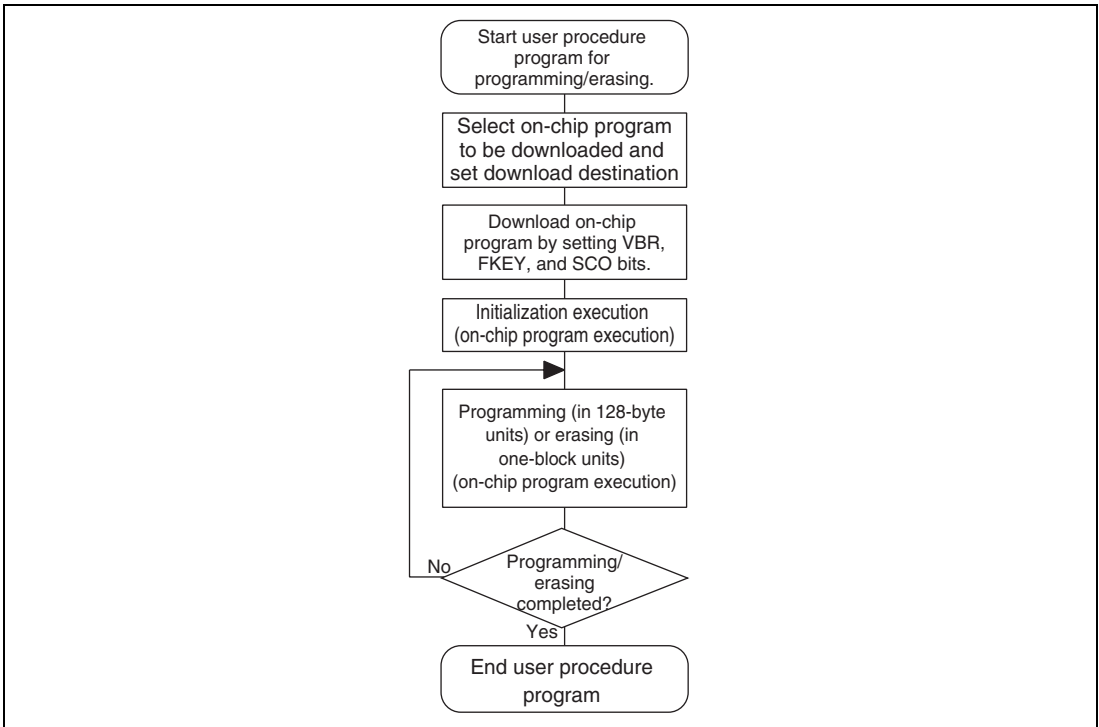 Start user procedure
program for
programming/erasing.
Select on-chip program
to be downloaded and
set download destination
Download on-chip
program by setting VBR,
FKEY, and SCO bits.
Initialization execution
(on-chip program execution)
Programming (in 128-byte
units) or erasing (in
one-block units)
(on-chip program execution)
No
Programming/
erasing
completed?
Yes
End user procedure
program